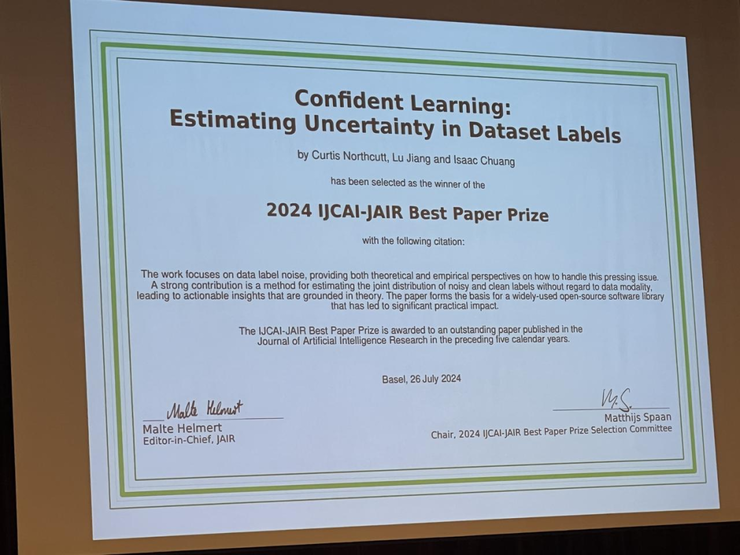 Confident Learning:
Estimating Uncertainty in Dataset Labels
by Curtis Northcutt, Lu Jiang and Isaac Chuang
has been selected as the winner of the
2024 IJCAI-JAIR Best Paper Prize
with the following citation:
The work focuses on data label noise, providing both theoretical and empirical perspectives on how to handle this pressing issue.
A strong contribution is a method for estimating the joint distribution of noisy and clean labels without regard to data modality,
leading to actionable insights that are grounded in theory. The paper forms the basis for a widely-used open-source software library
that has led to significant practical impact.
The IJCAI-JAIR Best Paper Prize is awarded to an outstanding paper published in the
Journal of Artificial Intelligence Research in the preceding five calendar years.
Basel, 26 July 2024
Malte Helmert
Malte Helmert
Editor-in-Chief, JAIR
M.S.
Matthijs Spaan
Chair, 2024 IJCAI-JAIR Best Paper Prize Selection Committee